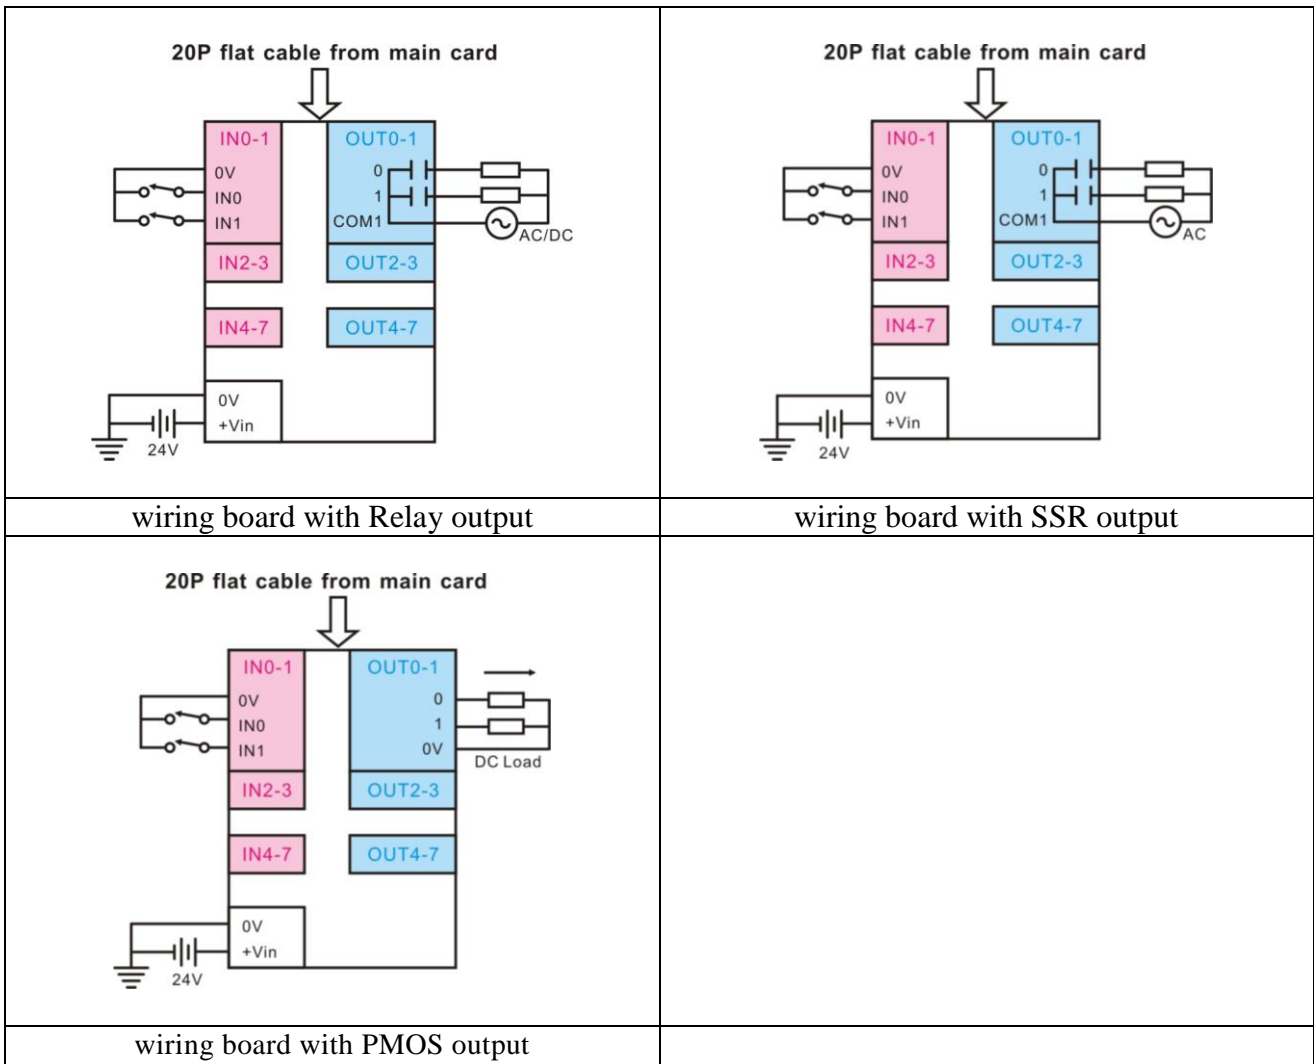 20P flat cable from main card
IN0-1 OUT0-1
0V 0
IN0 1
IN1 COM1
AC/DC
IN2-3 OUT2-3
IN4-7 OUT4-7
0V
+Vin
24V
wiring board with Relay output
20P flat cable from main card
IN0-1 OUT0-1
0V 0
IN0 1
IN1 COM1
AC
IN2-3 OUT2-3
IN4-7 OUT4-7
0V
+Vin
24V
wiring board with SSR output
20P flat cable from main card
IN0-1 OUT0-1
0V 0
IN0 1
IN1 0V
DC Load
IN2-3 OUT2-3
IN4-7 OUT4-7
0V
+Vin
24V
wiring board with PMOS output